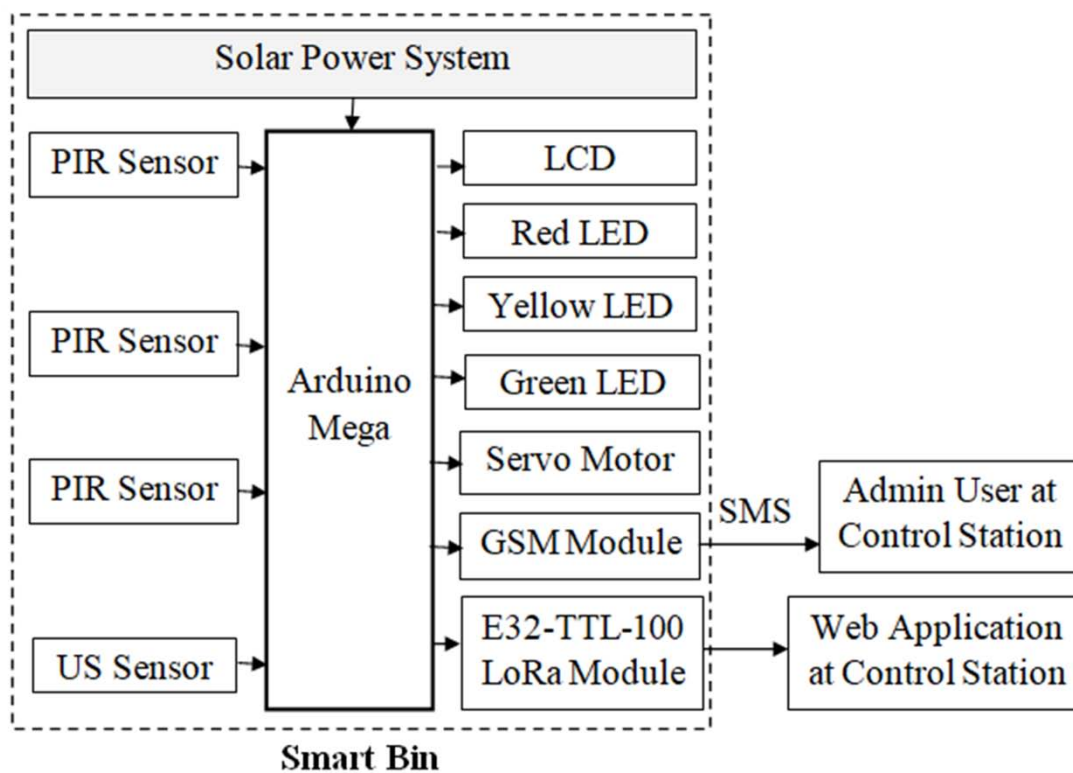 Solar Power System
PIR Sensor
PIR Sensor
PIR Sensor
US Sensor
Arduino
Mega
LCD
Red LED
Yellow LED
Green LED
Servo Motor
GSM Module
E32-TTL-100
LoRa Module
SMS
Admin User at
Control Station
Web Application
at Control Station
Smart Bin